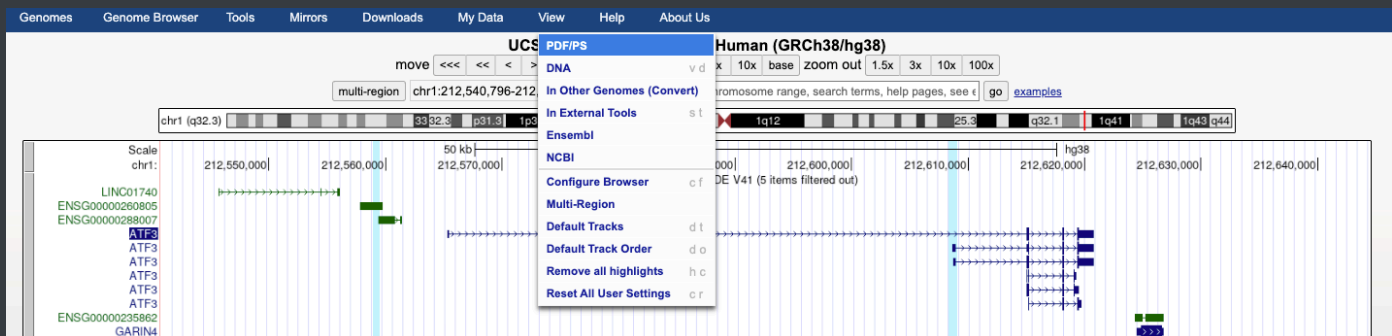 Genomes Genome Browser Tools Mirrors Downloads My Data View Help About Us
UCS Human (GRCh38/hg38)
move <<< << < > x 10x base zoom out 1.5x 3x 10x 100x
multi-region chr1:212,540,796-212, chromosome range, search terms, help pages, see e go examples
chr1 (q32.3) 33 32.3 p31.3 1p3 1q12 25.3 q32.1 1q41 1q43 q44
Scale 50 kb hg38
chr1: 212,550,000 212,560,000 212,570,000 000 212,600,000 212,610,000 212,620,000 212,630,000 212,640,000
DE V41 (5 items filtered out)
LINC01740
ENSG00000260805
ENSG00000288007
ATF3
ATF3
ATF3
ATF3
ATF3
ATF3
ENSG00000235862
GARIN4
PDF/PS
DNA v d
In Other Genomes (Convert)
In External Tools s t
Ensembl
NCBI
Configure Browser c f
Multi-Region
Default Tracks d t
Default Track Order d o
Remove all highlights h c
Reset All User Settings c r